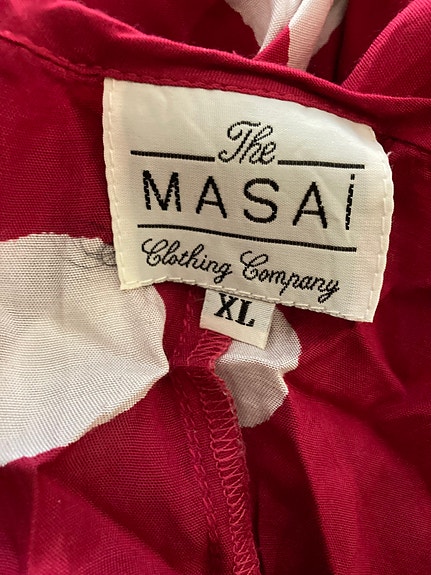 The
MASAi
Clothing Company
XL